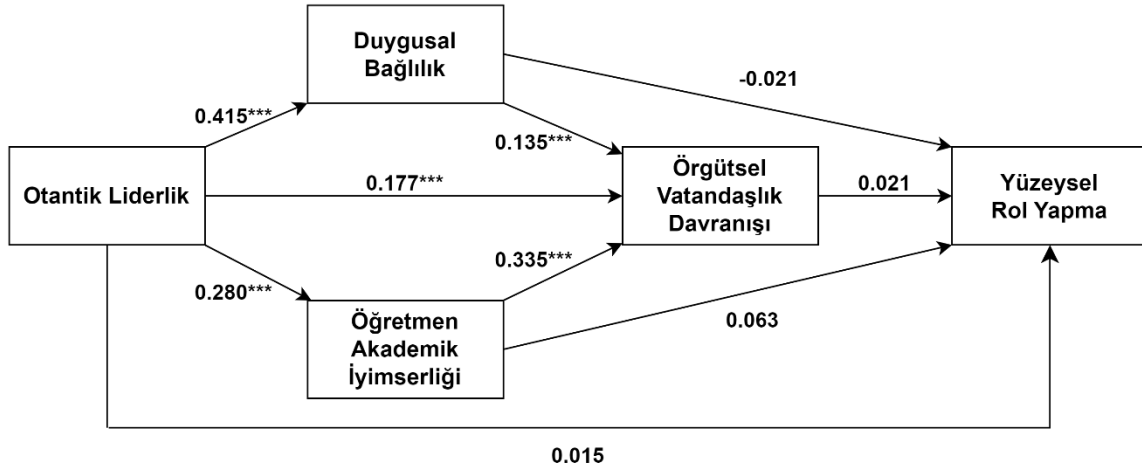 Duygusal
Bağlılık
-0.021
0.415***
0.135***
Otantik Liderlik
0.177***
Örgütsel
Vatandaşlık
Davranışı
0.021
Yüzeysel
Rol Yapma
0.280***
0.335***
Öğretmen
Akademik
İyimserliği
0.063
0.015